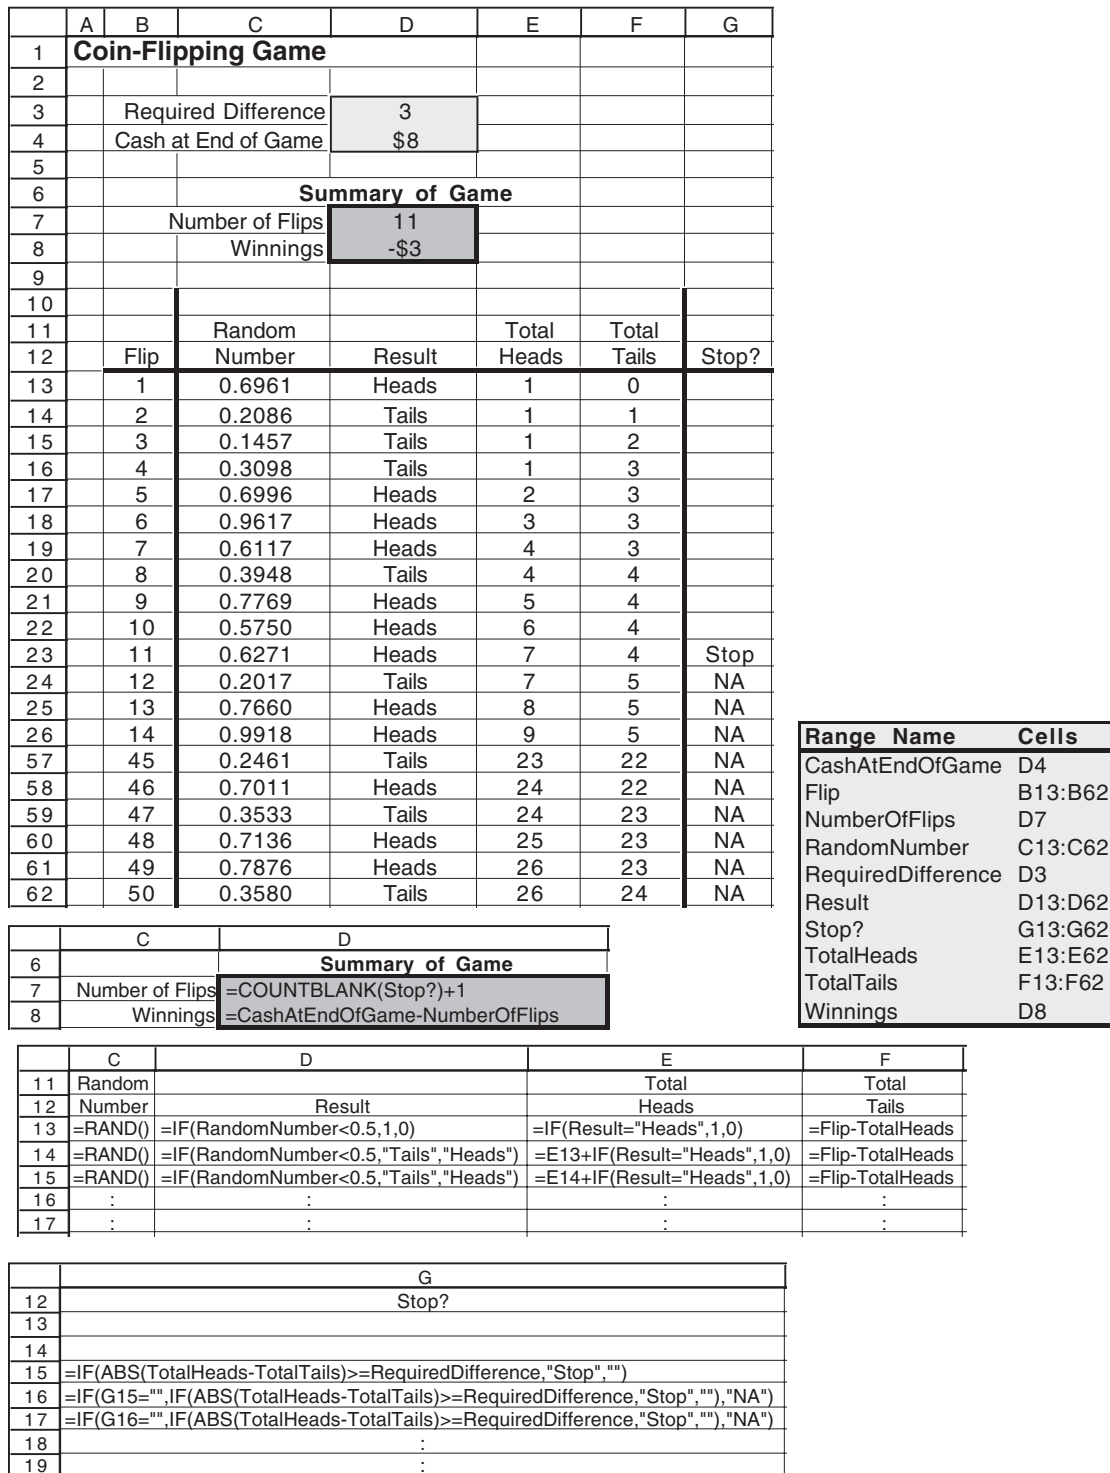 A B C D E F G
1 Coin-Flipping Game
2
3 Required Difference 3
4 Cash at End of Game $8
5
6 Summary of Game
7 Number of Flips 11
8 Winnings -$3
9
10
11 Random Total Total
12 Flip Number Result Heads Tails Stop?
13 1 0.6961 Heads 1 0
14 2 0.2086 Tails 1 1
15 3 0.1457 Tails 1 2
16 4 0.3098 Tails 1 3
17 5 0.6996 Heads 2 3
18 6 0.9617 Heads 3 3
19 7 0.6117 Heads 4 3
20 8 0.3948 Tails 4 4
21 9 0.7769 Heads 5 4
22 10 0.5750 Heads 6 4
23 11 0.6271 Heads 7 4 Stop
24 12 0.2017 Tails 7 5 NA
25 13 0.7660 Heads 8 5 NA
26 14 0.9918 Heads 9 5 NA
57 45 0.2461 Tails 23 22 NA
58 46 0.7011 Heads 24 22 NA
59 47 0.3533 Tails 24 23 NA
60 48 0.7136 Heads 25 23 NA
61 49 0.7876 Heads 26 23 NA
62 50 0.3580 Tails 26 24 NA
Range Name Cells
CashAtEndOfGame D4
Flip B13:B62
NumberOfFlips D7
RandomNumber C13:C62
RequiredDifference D3
Result D13:D62
Stop? G13:G62
TotalHeads E13:E62
TotalTails F13:F62
Winnings D8
C D
6 Summary of Game
7 Number of Flips =COUNTBLANK(Stop?)+1
8 Winnings =CashAtEndOfGame-NumberOfFlips
C D E F
11 Random Total Total
12 Number Result Heads Tails
13 =RAND() =IF(RandomNumber<0.5,1,0) =IF(Result="Heads",1,0) =Flip-TotalHeads
14 =RAND() =IF(RandomNumber<0.5,"Tails","Heads") =E13+IF(Result="Heads",1,0) =Flip-TotalHeads
15 =RAND() =IF(RandomNumber<0.5,"Tails","Heads") =E14+IF(Result="Heads",1,0) =Flip-TotalHeads
16 : : : :
17 : : : :
G
12 Stop?
13
14
15 =IF(ABS(TotalHeads-TotalTails)>=RequiredDifference,"Stop","")
16 =IF(G15="",IF(ABS(TotalHeads-TotalTails)>=RequiredDifference,"Stop",""),"NA")
17 =IF(G16="",IF(ABS(TotalHeads-TotalTails)>=RequiredDifference,"Stop",""),"NA")
18 :
19 :